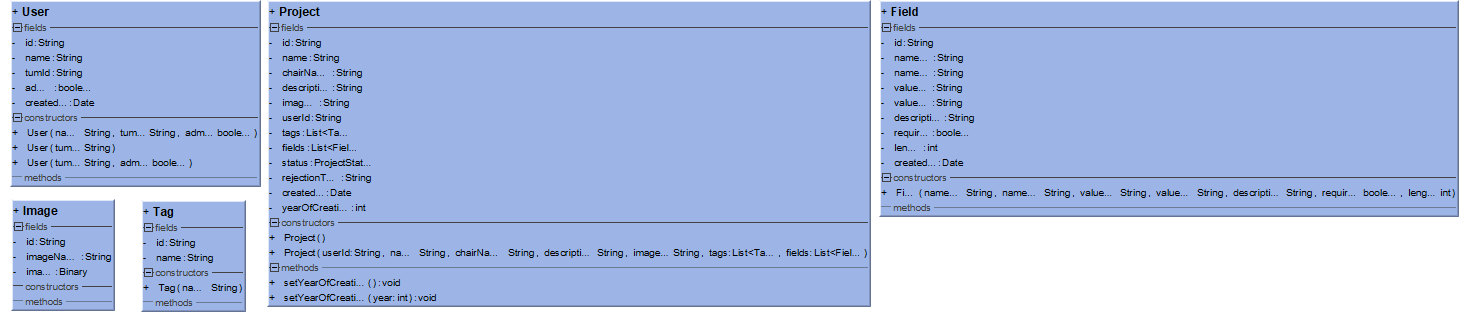 + User
fields
- id:String
- name:String
- tumId:String
- ad... :boole...
- created... :Date
constructors
+ User(na... String, tum... String, adm... boole... )
+ User(tum... String)
+ User(tum... String, adm... boole... )
methods
+ Project
fields
- id:String
- name:String
- chairNa... :String
- descripti... :String
- imag... :String
- userId:String
- tags:List<Ta...
- fields:List<Fiel...
- status:ProjectStat...
- rejectionT... :String
- created... :Date
- yearOfCreati... :int
constructors
+ Project()
+ Project(userId:String, na... String, chairNa... String, descripti... String, image... String, tags:List<Ta... , fields:List<Fiel... )
methods
+ setYearOfCreati... ():void
+ setYearOfCreati... (year:int):void
+ Field
fields
- id:String
- name... :String
- name... :String
- value... :String
- value... :String
- descripti... :String
- requir... :boole...
- len... :int
- created... :Date
constructors
+ Fi... (name... String, name... String, value... String, value... String, descripti... String, requir... boole... , leng... int)
methods
+ Image
fields
- id:String
- imageNa... :String
- ima... :Binary
constructors
methods
+ Tag
fields
- id:String
- name:String
constructors
+ Tag(na... String)
methods